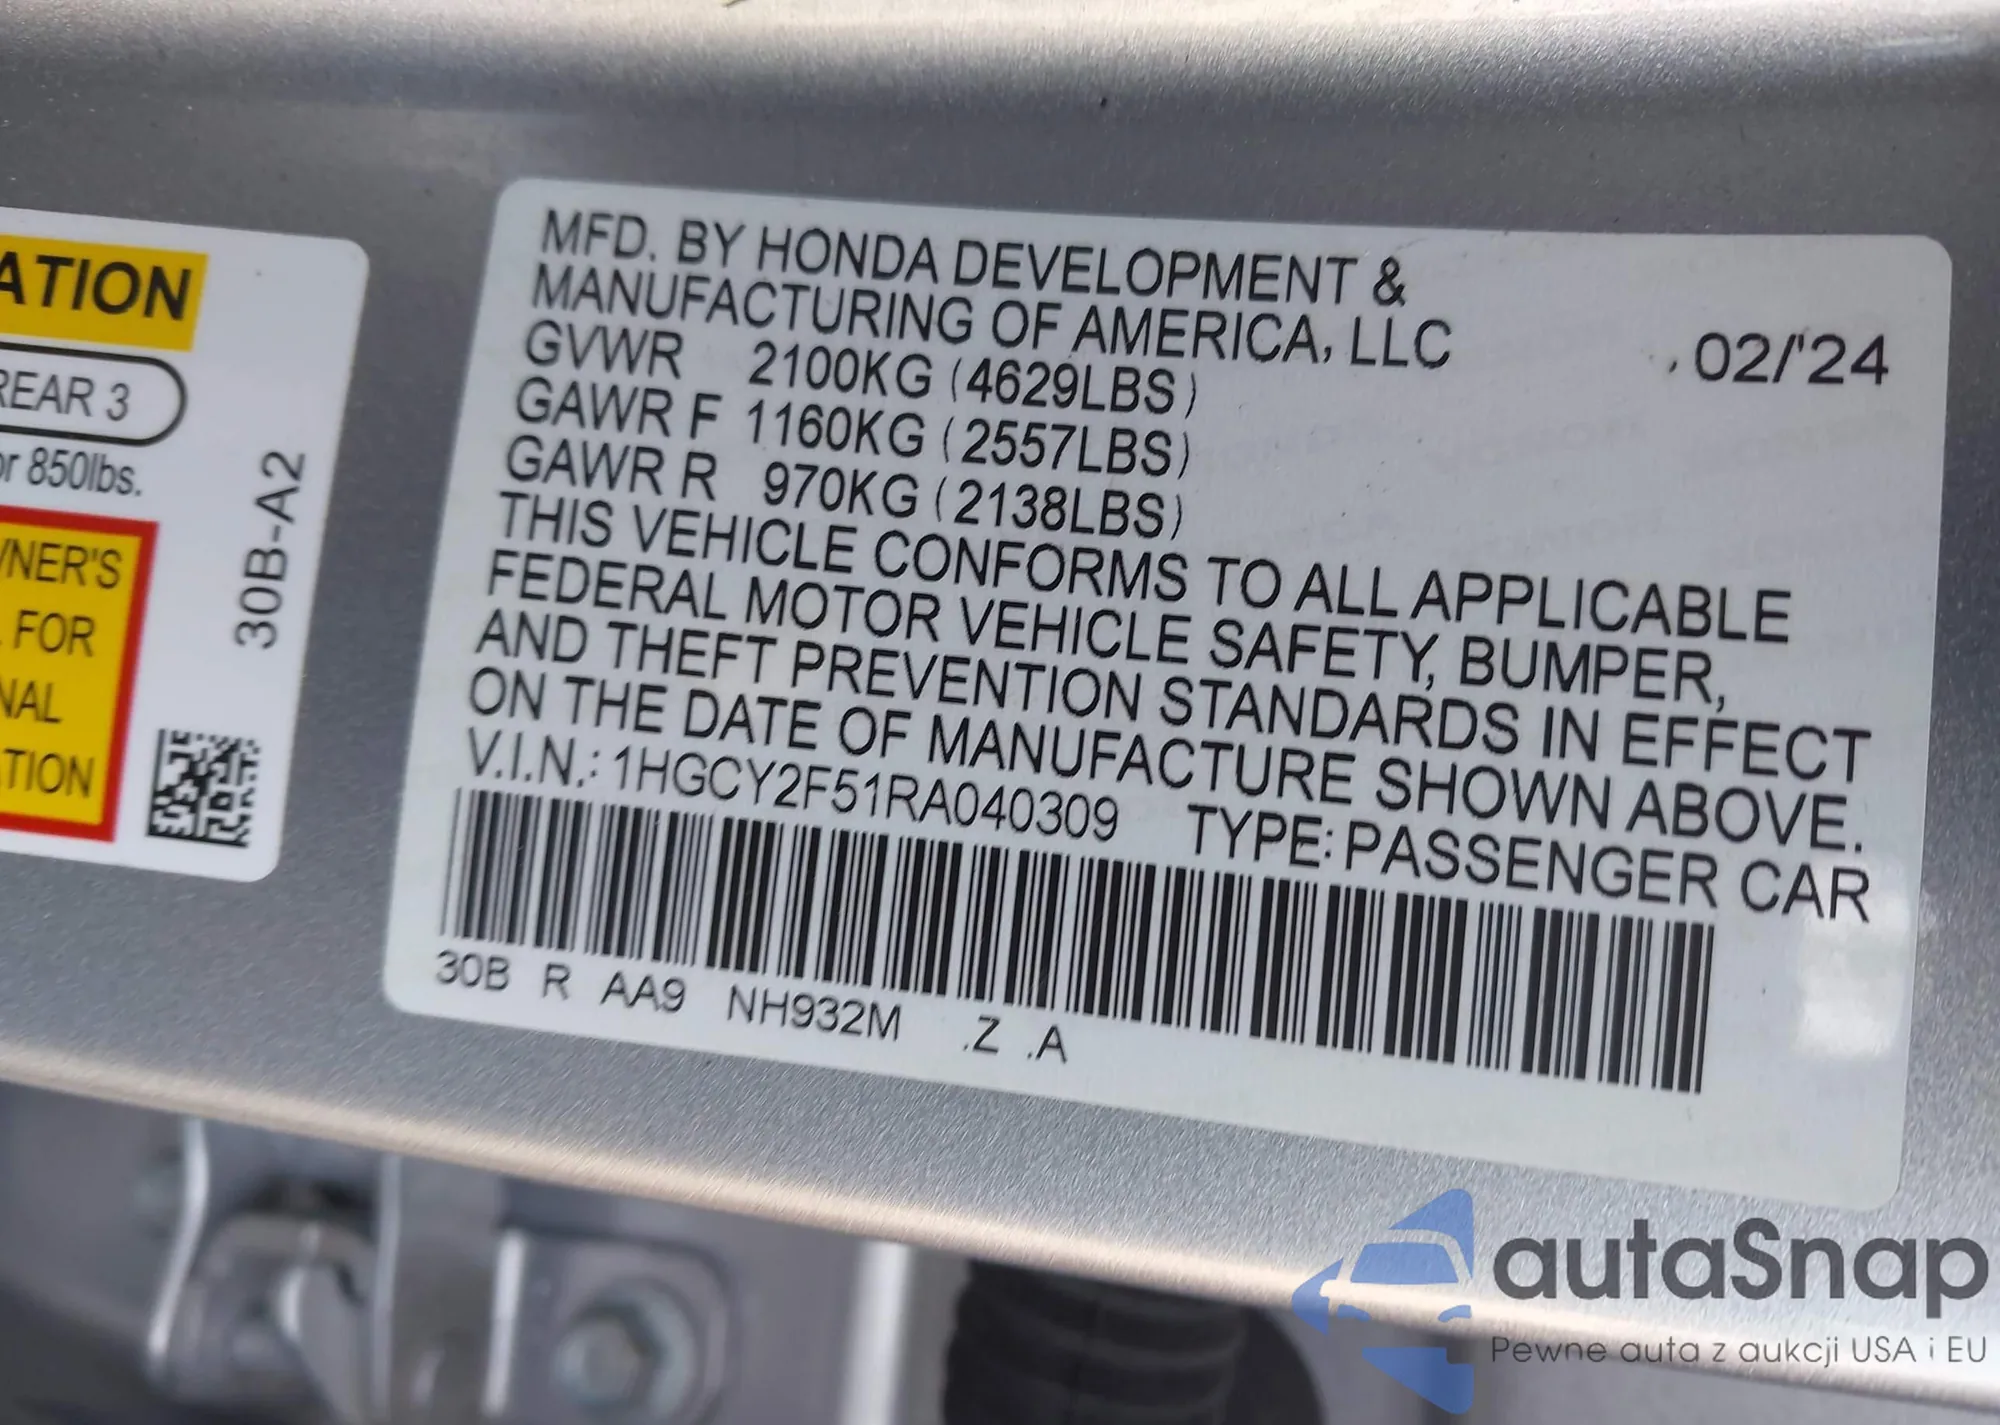 ATION
REAR 3
or 850lbs.
WNER'S
FOR
NAL
TION
30B-A2
MFD. BY HONDA DEVELOPMENT &
MANUFACTURING OF AMERICA, LLC 02/'24
GVWR 2100KG (4629LBS)
GAWR F 1160KG (2557LBS)
GAWR R 970KG (2138LBS)
THIS VEHICLE CONFORMS TO ALL APPLICABLE
FEDERAL MOTOR VEHICLE SAFETY, BUMPER,
AND THEFT PREVENTION STANDARDS IN EFFECT
ON THE DATE OF MANUFACTURE SHOWN ABOVE.
V.I.N.: 1HGCY2F51RA040309 TYPE: PASSENGER CAR
30B R AA9 NH932M .Z .A
autaSnap
Pewne auta z aukcji USA i EU